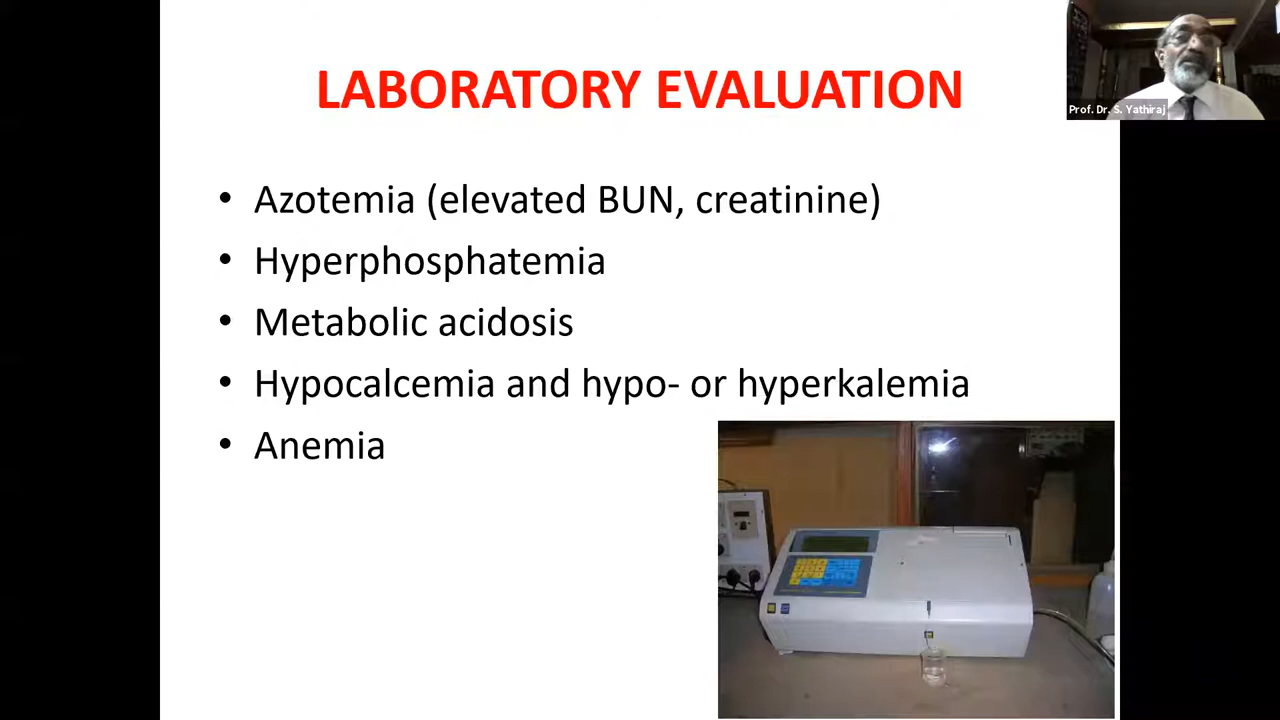 LABORATORY EVALUATION
Prof. Dr. S. Yathiraj
• Azotemia (elevated BUN, creatinine)
• Hyperphosphatemia
• Metabolic acidosis
• Hypocalcemia and hypo- or hyperkalemia
• Anemia